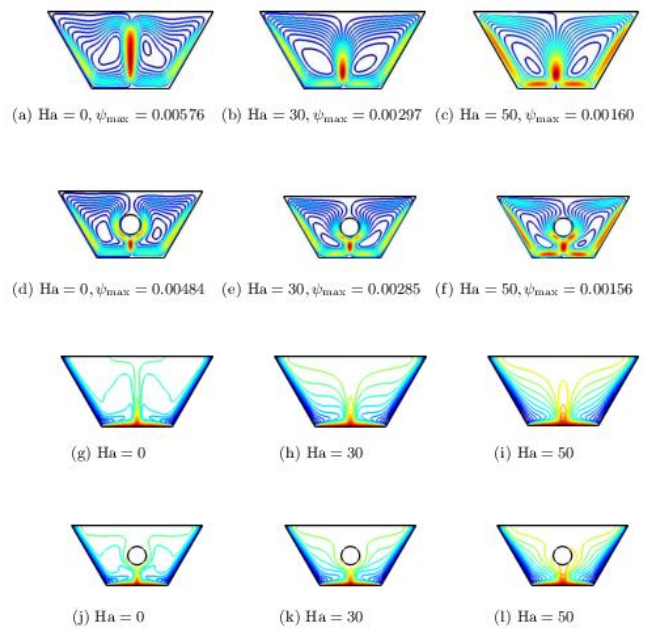 (a) Ha = 0, ψmax = 0.00576 (b) Ha = 30, ψmax = 0.00297 (c) Ha = 50, ψmax = 0.00160
(d) Ha = 0, ψmax = 0.00484 (e) Ha = 30, ψmax = 0.00285 (f) Ha = 50, ψmax = 0.00156
(g) Ha = 0 (h) Ha = 30 (i) Ha = 50
(j) Ha = 0 (k) Ha = 30 (l) Ha = 50